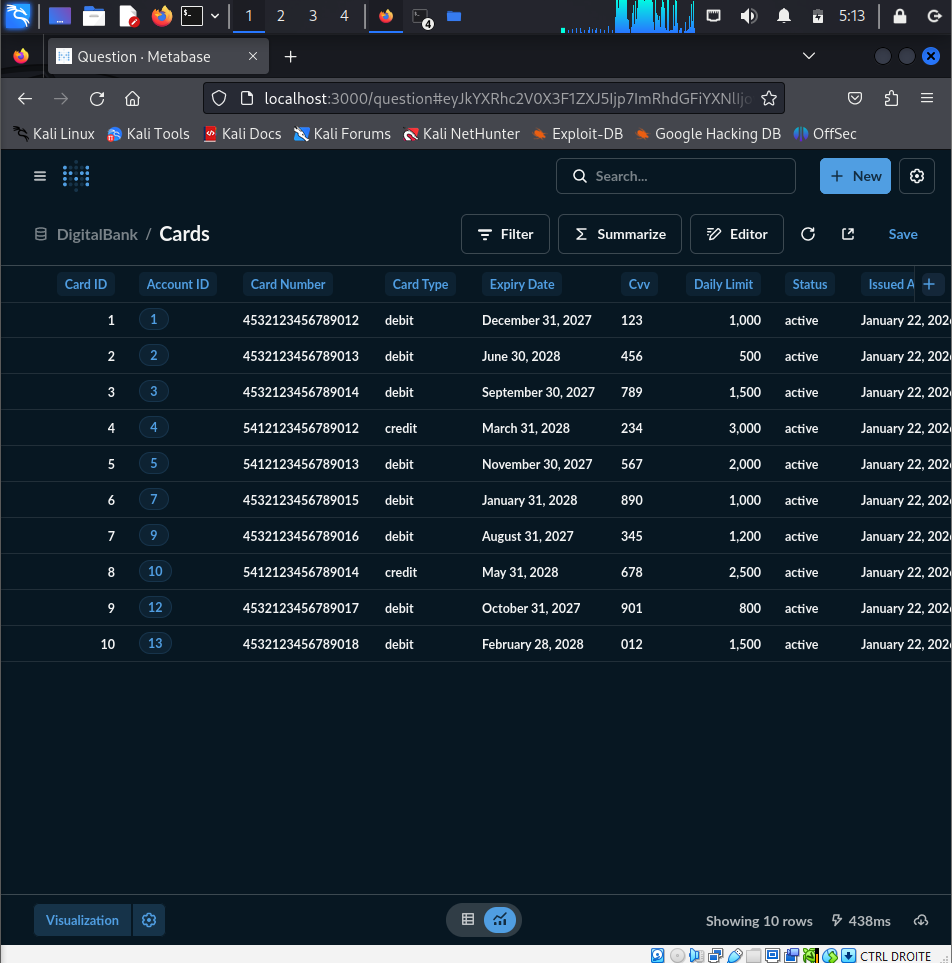 1 2 3 4 4 5:13
Question · Metabase
localhost:3000/question#eyJkYXRhc2V0X3F1ZXJ5Ijp7ImRhdGFiYXNlIjo
Kali Linux Kali Tools Kali Docs Kali Forums Kali NetHunter Exploit-DB Google Hacking DB OffSec
Search... + New
DigitalBank / Cards Filter Summarize Editor Save
Card ID Account ID Card Number Card Type Expiry Date Cvv Daily Limit Status Issued A +
1 1 4532123456789012 debit December 31, 2027 123 1,000 active January 22, 202
2 2 4532123456789013 debit June 30, 2028 456 500 active January 22, 202
3 3 4532123456789014 debit September 30, 2027 789 1,500 active January 22, 202
4 4 5412123456789012 credit March 31, 2028 234 3,000 active January 22, 202
5 5 5412123456789013 debit November 30, 2027 567 2,000 active January 22, 202
6 7 4532123456789015 debit January 31, 2028 890 1,000 active January 22, 202
7 9 4532123456789016 debit August 31, 2027 345 1,200 active January 22, 202
8 10 5412123456789014 credit May 31, 2028 678 2,500 active January 22, 202
9 12 4532123456789017 debit October 31, 2027 901 800 active January 22, 202
10 13 4532123456789018 debit February 28, 2028 012 1,500 active January 22, 202
Visualization Showing 10 rows 438ms
CTRL DROITE